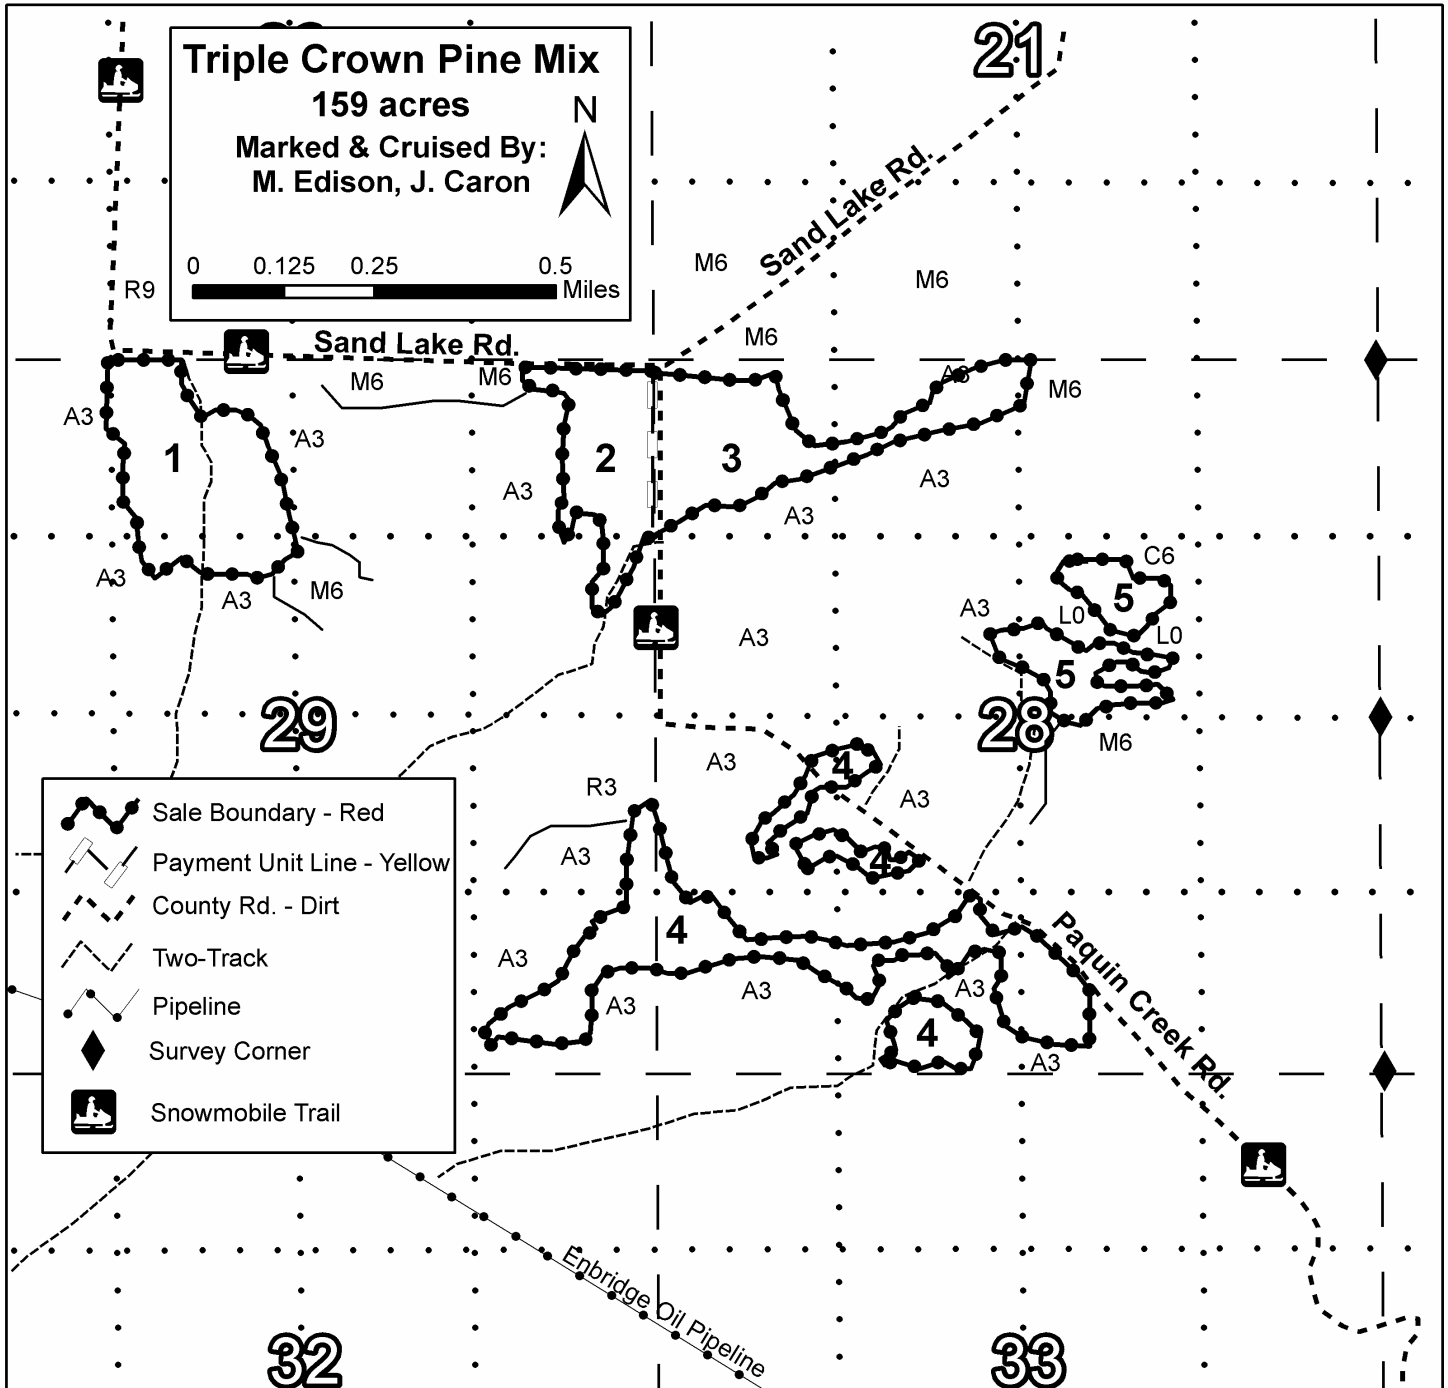 21
Triple Crown Pine Mix
159 acres
Marked & Cruised By:
M. Edison, J. Caron
N
0 0.125 0.25 0.5
Miles
Sand Lake Rd.
M6
M6
R9
M6
Sand Lake Rd.
M6
M6
A3
M6
A3
A3
1
2
3
A3
A3
A3
C6
A3
M6
A3
5
A3
L0
L0
A3
5
29
28
M6
A3
4
R3
A3
A3
4
4
A3
A3
A3
A3
4
A3
Paquin Creek Rd.
Sale Boundary - Red
Payment Unit Line - Yellow
County Rd. - Dirt
Two-Track
Pipeline
Survey Corner
Snowmobile Trail
Enbridge Oil Pipeline
32
33